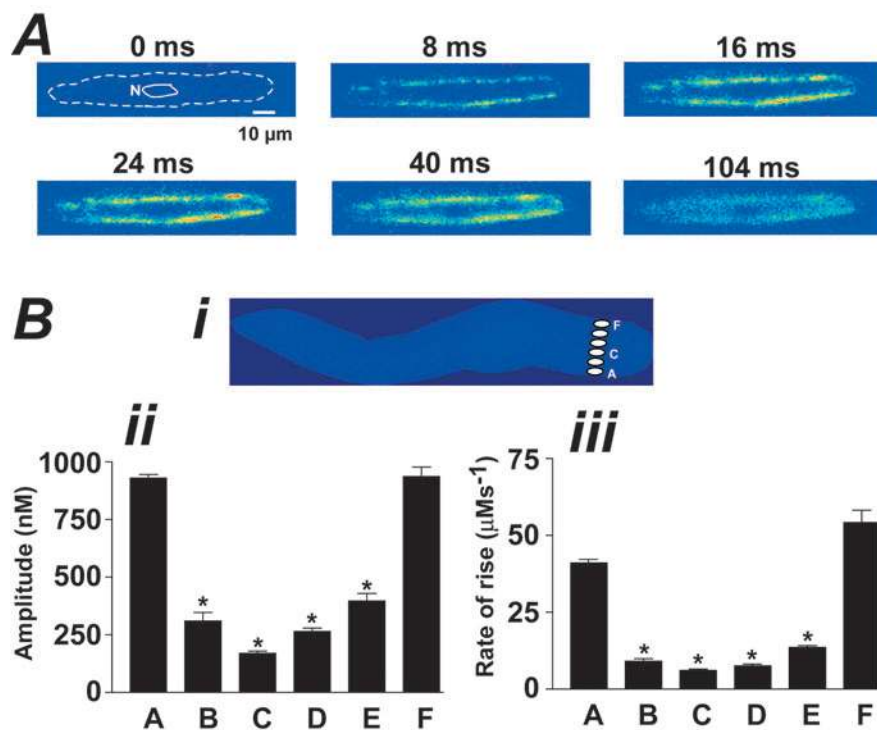 A
0 ms
8 ms
16 ms
N
10 µm
24 ms
40 ms
104 ms
B
i
F
C
A
ii
Amplitude (nM)
1000
750
500
250
0
*
*
*
*
A B C D E F
iii
Rate of rise (µMs⁻¹)
75
50
25
0
*
*
*
*
A B C D E F